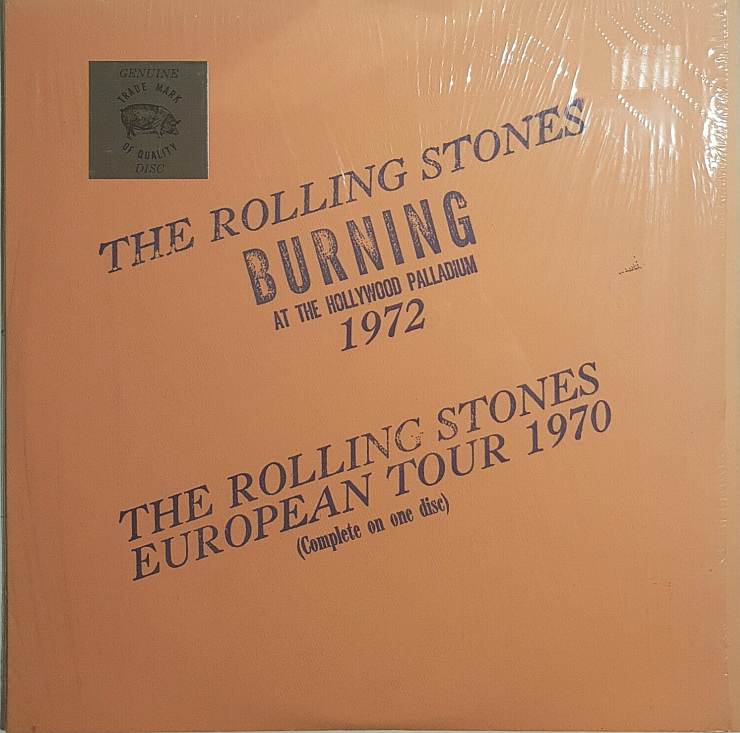 GENUINE
TRADE MARK
OF QUALITY
DISC
THE ROLLING STONES
BURNING
AT THE HOLLYWOOD PALLADIUM
1972
THE ROLLING STONES
EUROPEAN TOUR 1970
(Complete on one disc)